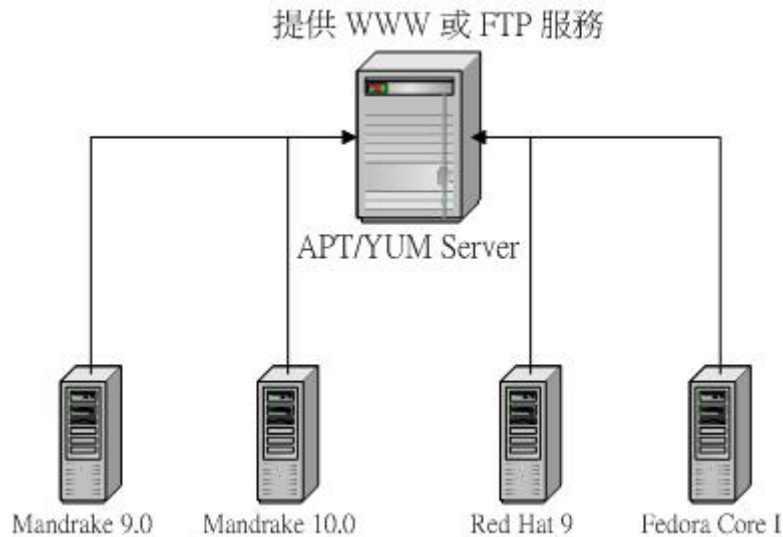 提供 WWW 或 FTP 服務
APT/YUM Server
Mandrake 9.0
Mandrake 10.0
Red Hat 9
Fedora Core I